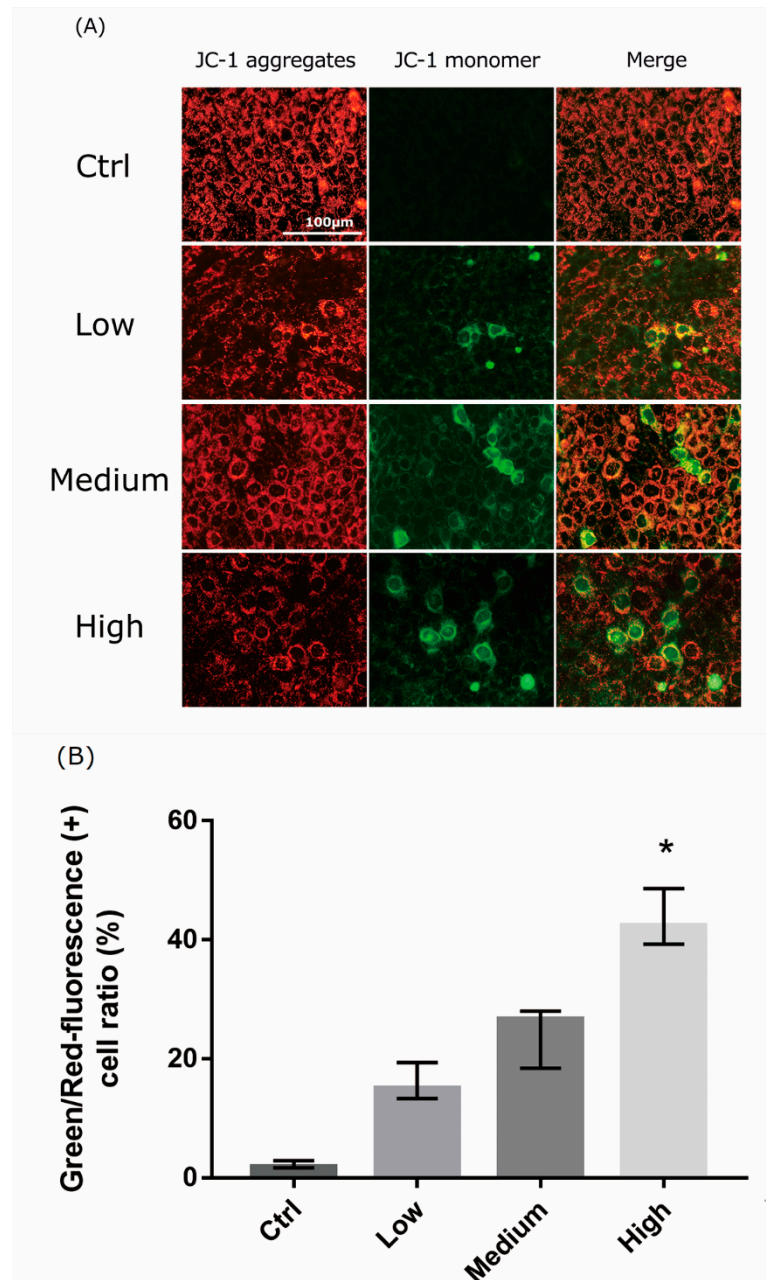 (A)
JC-1 aggregates JC-1 monomer Merge
Ctrl
100μm
Low
Medium
High
(B)
Green/Red-fluorescence (+)
cell ratio (%)
60
*
40
20
0
Ctrl Low Medium High